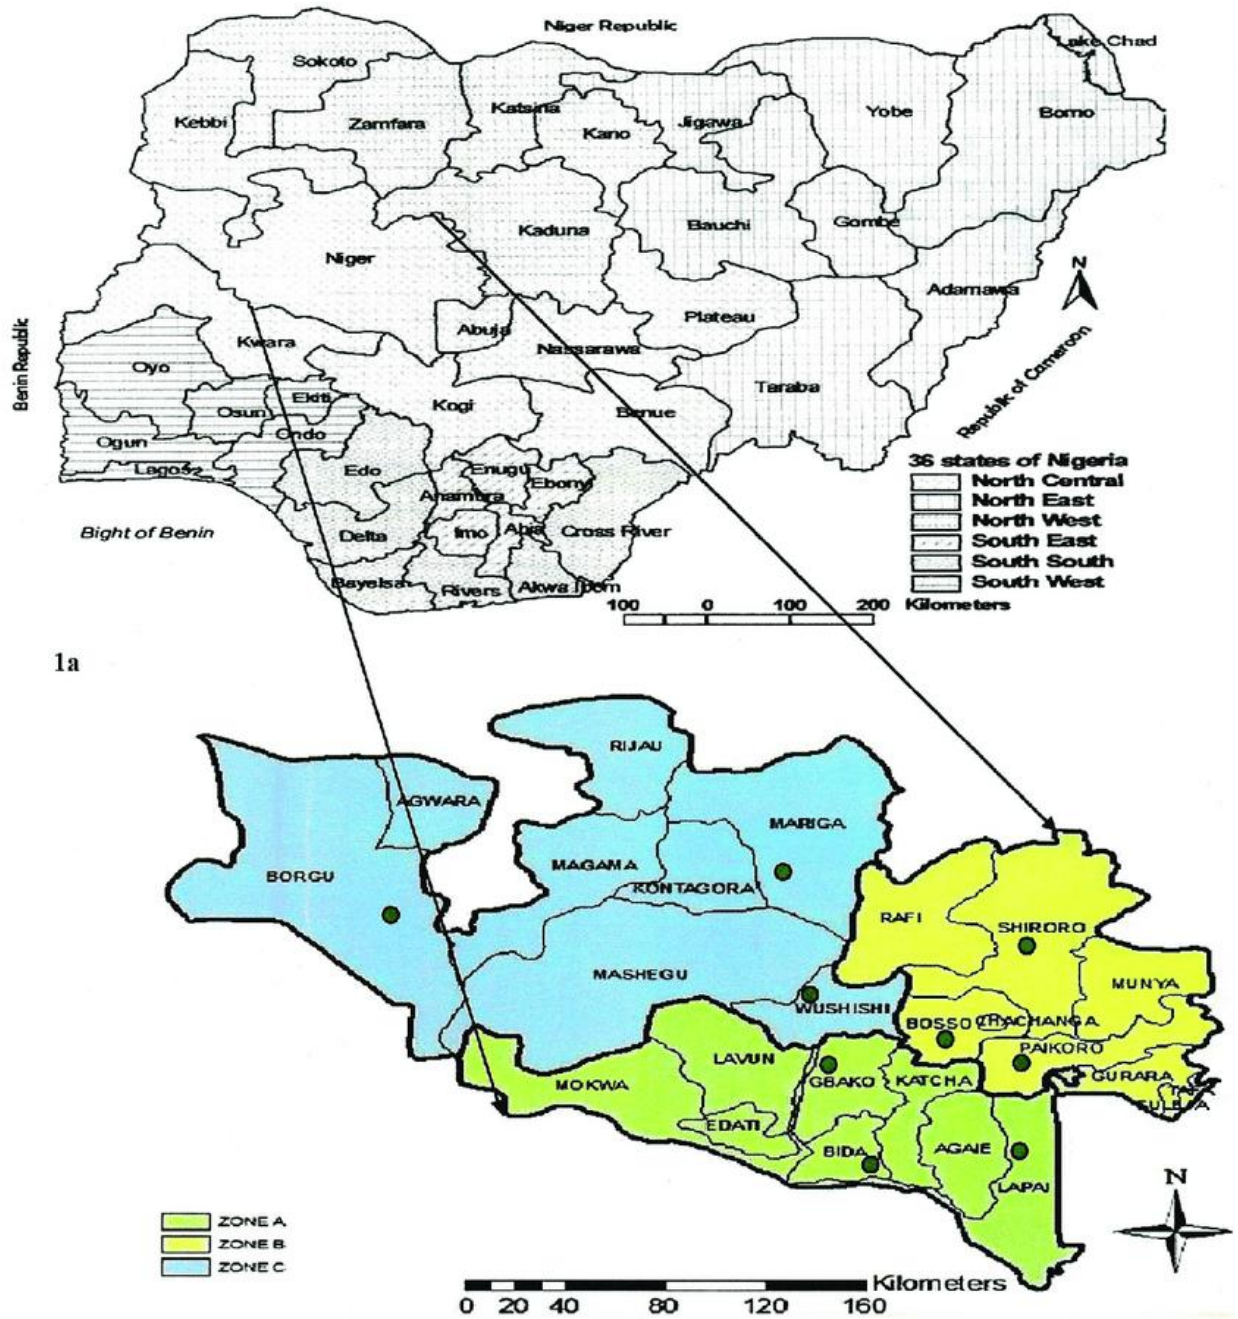 Niger Republic
Lake Chad
Sokoto
Kebbi
Zamfara
Katsina
Kano
Jigawa
Yobe
Borno
Kaduna
Bauchi
Gombe
Niger
Adamawa
N
Abuja
Plateau
Kwara
Nassarawa
Benin Republic
Oyo
Taraba
Republic of Cameroon
Osun
Ekiti
Kogi
Benue
Ogun
Ondo
Lagos
Edo
Enugu
Ebonyi
Anambra
36 states of Nigeria
North Central
North East
North West
South East
South South
South West
Bight of Benin
Delta
Imo
Abia
Cross River
Bayelsa
Rivers
Akwa Ibom
100 0 100 200 Kilometers
1a
RIJAU
AGWARA
MARIGA
MAGAMA
BORGU
KONTAGORA
RAFI
SHIRORO
MASHEGU
MUNYA
WUSHISHI
BOSSO
CHACHANGA
PAIKORO
LAVUN
GURARA
MOKWA
GBAKO
KATCHA
EDATI
BIDA
AGAIE
LAPAI
N
ZONE A
ZONE B
ZONE C
Kilometers
0 20 40 80 120 160